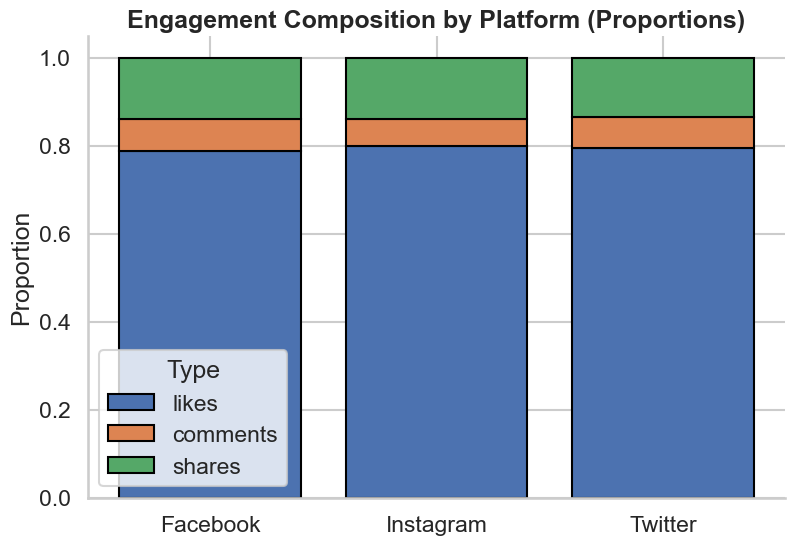 Engagement Composition by Platform (Proportions)
Proportion
1.0
0.8
0.6
0.4
0.2
0.0
Type
likes
comments
shares
Facebook
Instagram
Twitter